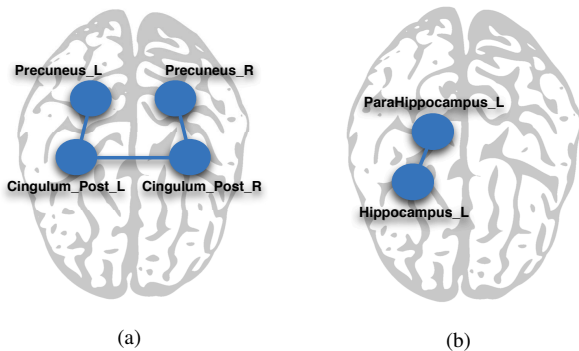 Precuneus_L
Precuneus_R
Cingulum_Post_L
Cingulum_Post_R
(a)
ParaHippocampus_L
Hippocampus_L
(b)